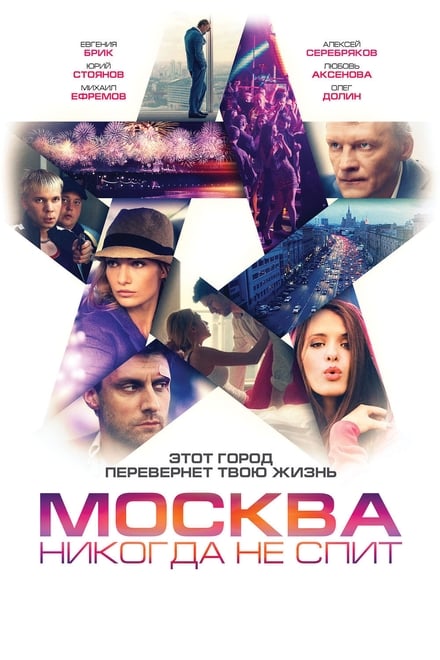 ЕВГЕНИЯ
БРИК
ЮРИЙ
СТОЯНОВ
МИХАИЛ
ЕФРЕМОВ
АЛЕКСЕЙ
СЕРЕБРЯКОВ
ЛЮБОВЬ
АКСЕНОВА
ОЛЕГ
ДОЛИН
ЭТОТ ГОРОД
ПЕРЕВЕРНЕТ ТВОЮ ЖИЗНЬ
МОСКВА
НИКОГДА НЕ СПИТ